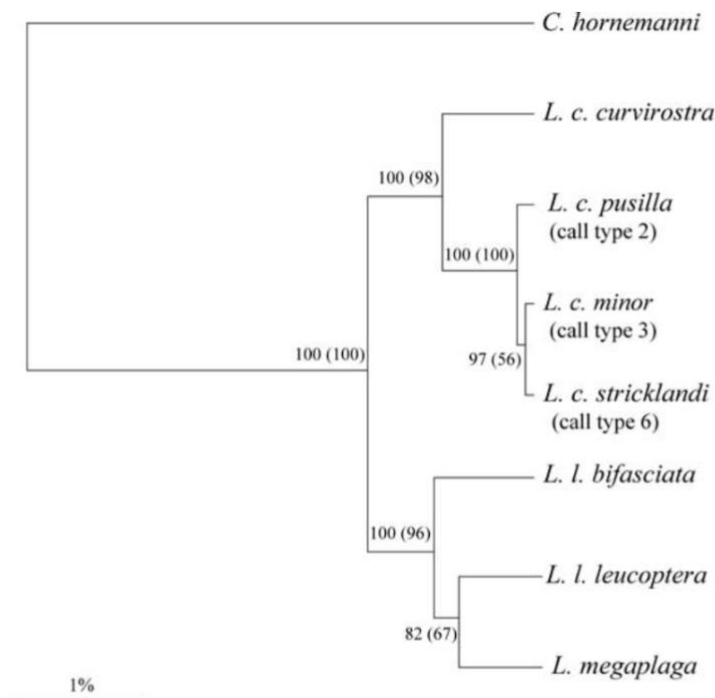 C. hornemanni
L. c. curvirostra
100 (98)
L. c. pusilla
(call type 2)
100 (100)
L. c. minor
(call type 3)
100 (100)
97 (56)
L. c. stricklandi
(call type 6)
L. l. bifasciata
100 (96)
L. l. leucoptera
82 (67)
L. megaplaga
1%